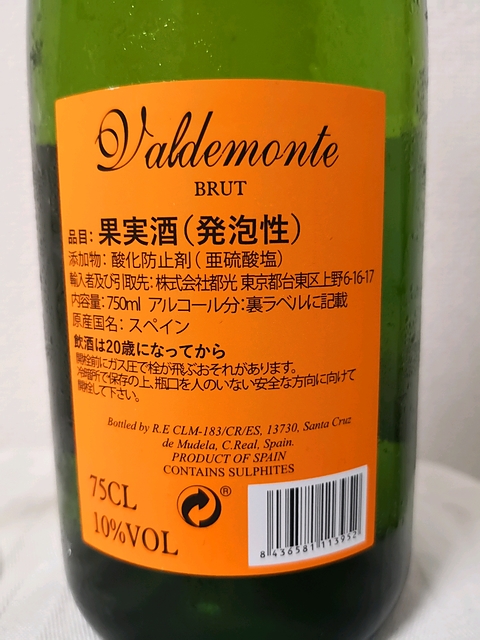 Valdemonte
BRUT
品目：果実酒（発泡性）
添加物：酸化防止剤（亜硫酸塩）
輸入者及び引取先：株式会社都光 東京都台東区上野6-16-17
内容量：750ml アルコール分：裏ラベルに記載
原産国名：スペイン
飲酒は20歳になってから
開栓前にガス圧で栓が飛ぶおそれがあります。
冷暗所で保存の上、瓶口を人のいない安全な方向に向けて
開栓して下さい。
Bottled by R.E CLM-183/CR/ES, 13730, Santa Cruz
de Mudela, C.Real, Spain.
PRODUCT OF SPAIN
CONTAINS SULPHITES
75CL
10%VOL
®
8 436581 113952